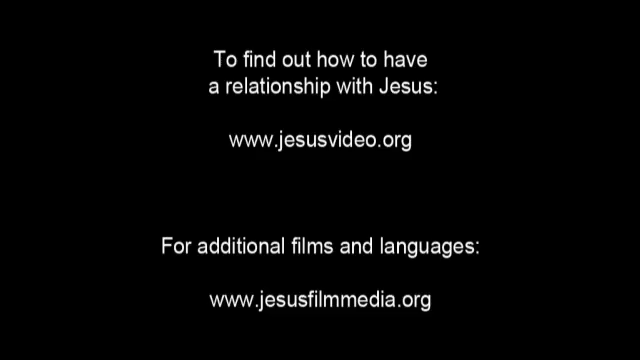 To find out how to have
a relationship with Jesus:
www.jesusvideo.org
For additional films and languages:
www.jesusfilmmedia.org